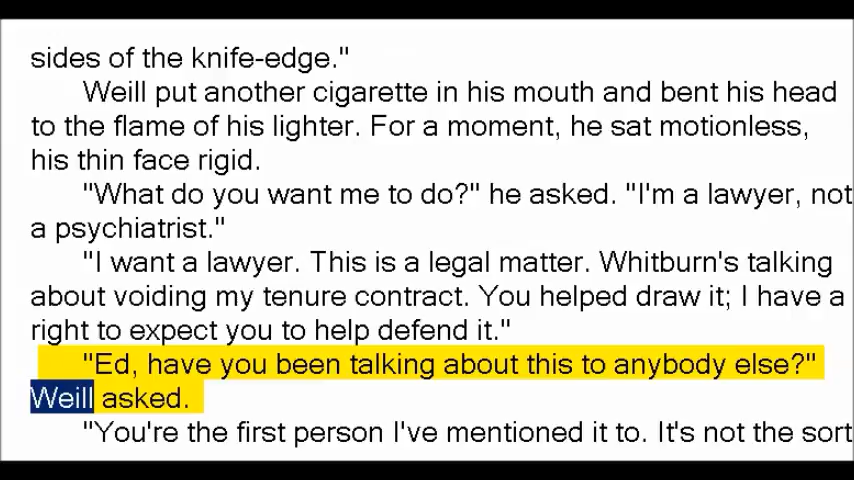 sides of the knife-edge."
Weill put another cigarette in his mouth and bent his head
to the flame of his lighter. For a moment, he sat motionless,
his thin face rigid.
"What do you want me to do?" he asked. "I'm a lawyer, not
a psychiatrist."
"I want a lawyer. This is a legal matter. Whitburn's talking
about voiding my tenure contract. You helped draw it; I have a
right to expect you to help defend it."
"Ed, have you been talking about this to anybody else?"
Weill asked.
"You're the first person I've mentioned it to. It's not the sort